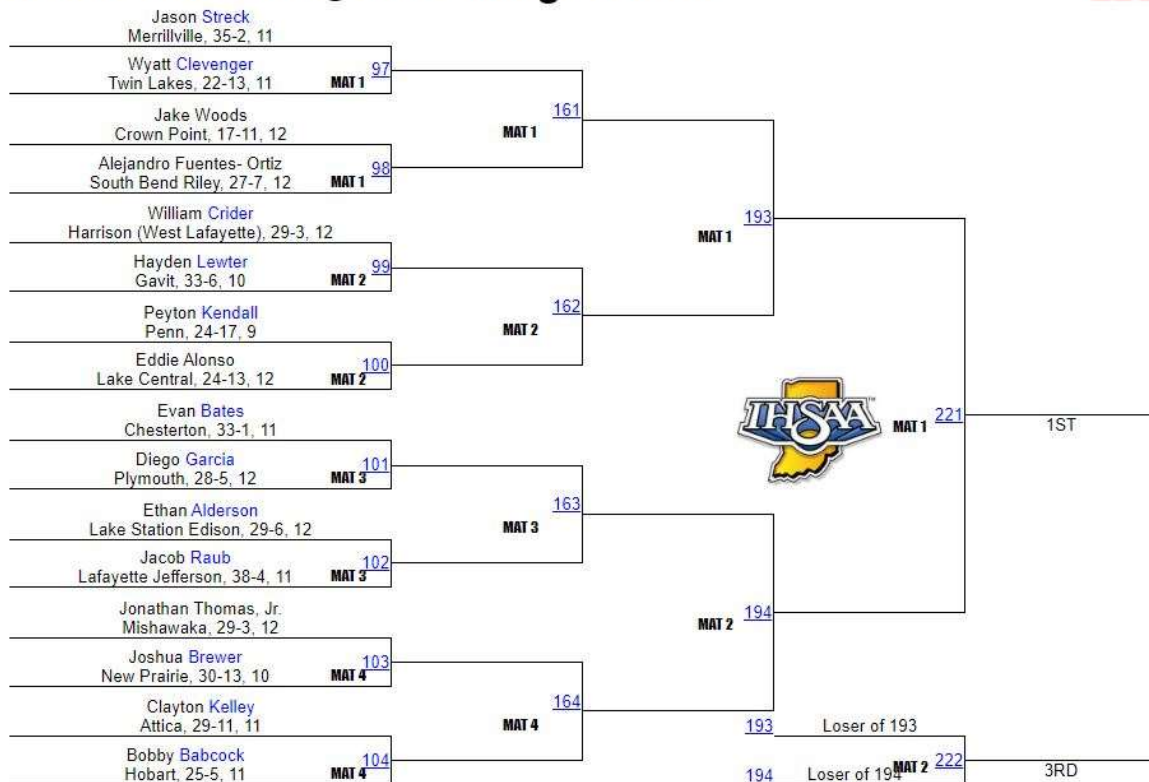 Jason Streck
Merrillville, 35-2, 11
Wyatt Clevenger
Twin Lakes, 22-13, 11
MAT 1
97
Jake Woods
Crown Point, 17-11, 12
Alejandro Fuentes- Ortiz
South Bend Riley, 27-7, 12
MAT 1
98
161
MAT 1
William Crider
Harrison (West Lafayette), 29-3, 12
Hayden Lewter
Gavit, 33-6, 10
MAT 2
99
Peyton Kendall
Penn, 24-17, 9
Eddie Alonso
Lake Central, 24-13, 12
MAT 2
100
162
MAT 2
193
MAT 1
Evan Bates
Chesterton, 33-1, 11
Diego Garcia
Plymouth, 28-5, 12
MAT 3
101
Ethan Alderson
Lake Station Edison, 29-6, 12
Jacob Raub
Lafayette Jefferson, 38-4, 11
MAT 3
102
163
MAT 3
Jonathan Thomas, Jr.
Mishawaka, 29-3, 12
Joshua Brewer
New Prairie, 30-13, 10
MAT 4
103
Clayton Kelley
Attica, 29-11, 11
Bobby Babcock
Hobart, 25-5, 11
MAT 4
104
164
MAT 4
194
MAT 2
IHSAA
TM
MAT 1
221
1ST
193
Loser of 193
194
Loser of 194
MAT 2
222
3RD